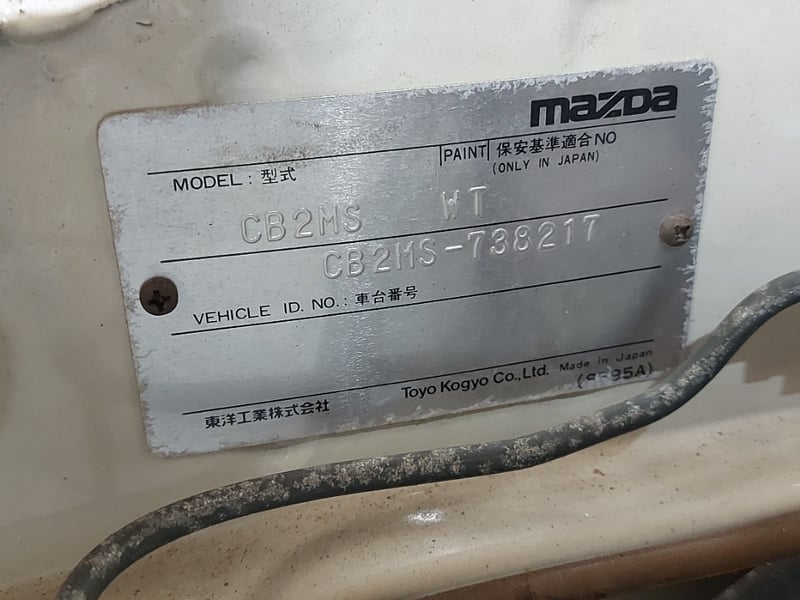 mazda
MODEL : 型式 PAINT 保安基準適合NO
(ONLY IN JAPAN)
CB2MS WT
CB2MS-738217
VEHICLE ID. NO. : 車台番号
東洋工業株式会社 Toyo Kogyo Co., Ltd. Made in Japan